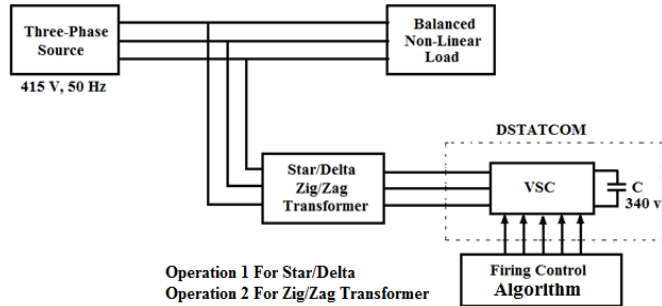 Three-Phase
Source
415 V, 50 Hz
Balanced
Non-Linear
Load
DSTATCOM
Star/Delta
Zig/Zag
Transformer
VSC
C
340 v
Firing Control
Algorithm
Operation 1 For Star/Delta
Operation 2 For Zig/Zag Transformer